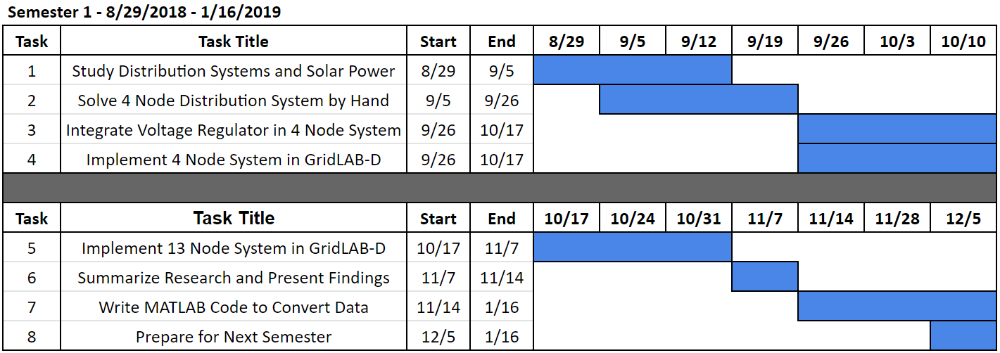 Semester 1 - 8/29/2018 - 1/16/2019
Task Task Title Start End 8/29 9/5 9/12 9/19 9/26 10/3 10/10
1 Study Distribution Systems and Solar Power 8/29 9/5
2 Solve 4 Node Distribution System by Hand 9/5 9/26
3 Integrate Voltage Regulator in 4 Node System 9/26 10/17
4 Implement 4 Node System in GridLAB-D 9/26 10/17
Task Task Title Start End 10/17 10/24 10/31 11/7 11/14 11/28 12/5
5 Implement 13 Node System in GridLAB-D 10/17 11/7
6 Summarize Research and Present Findings 11/7 11/14
7 Write MATLAB Code to Convert Data 11/14 1/16
8 Prepare for Next Semester 12/5 1/16